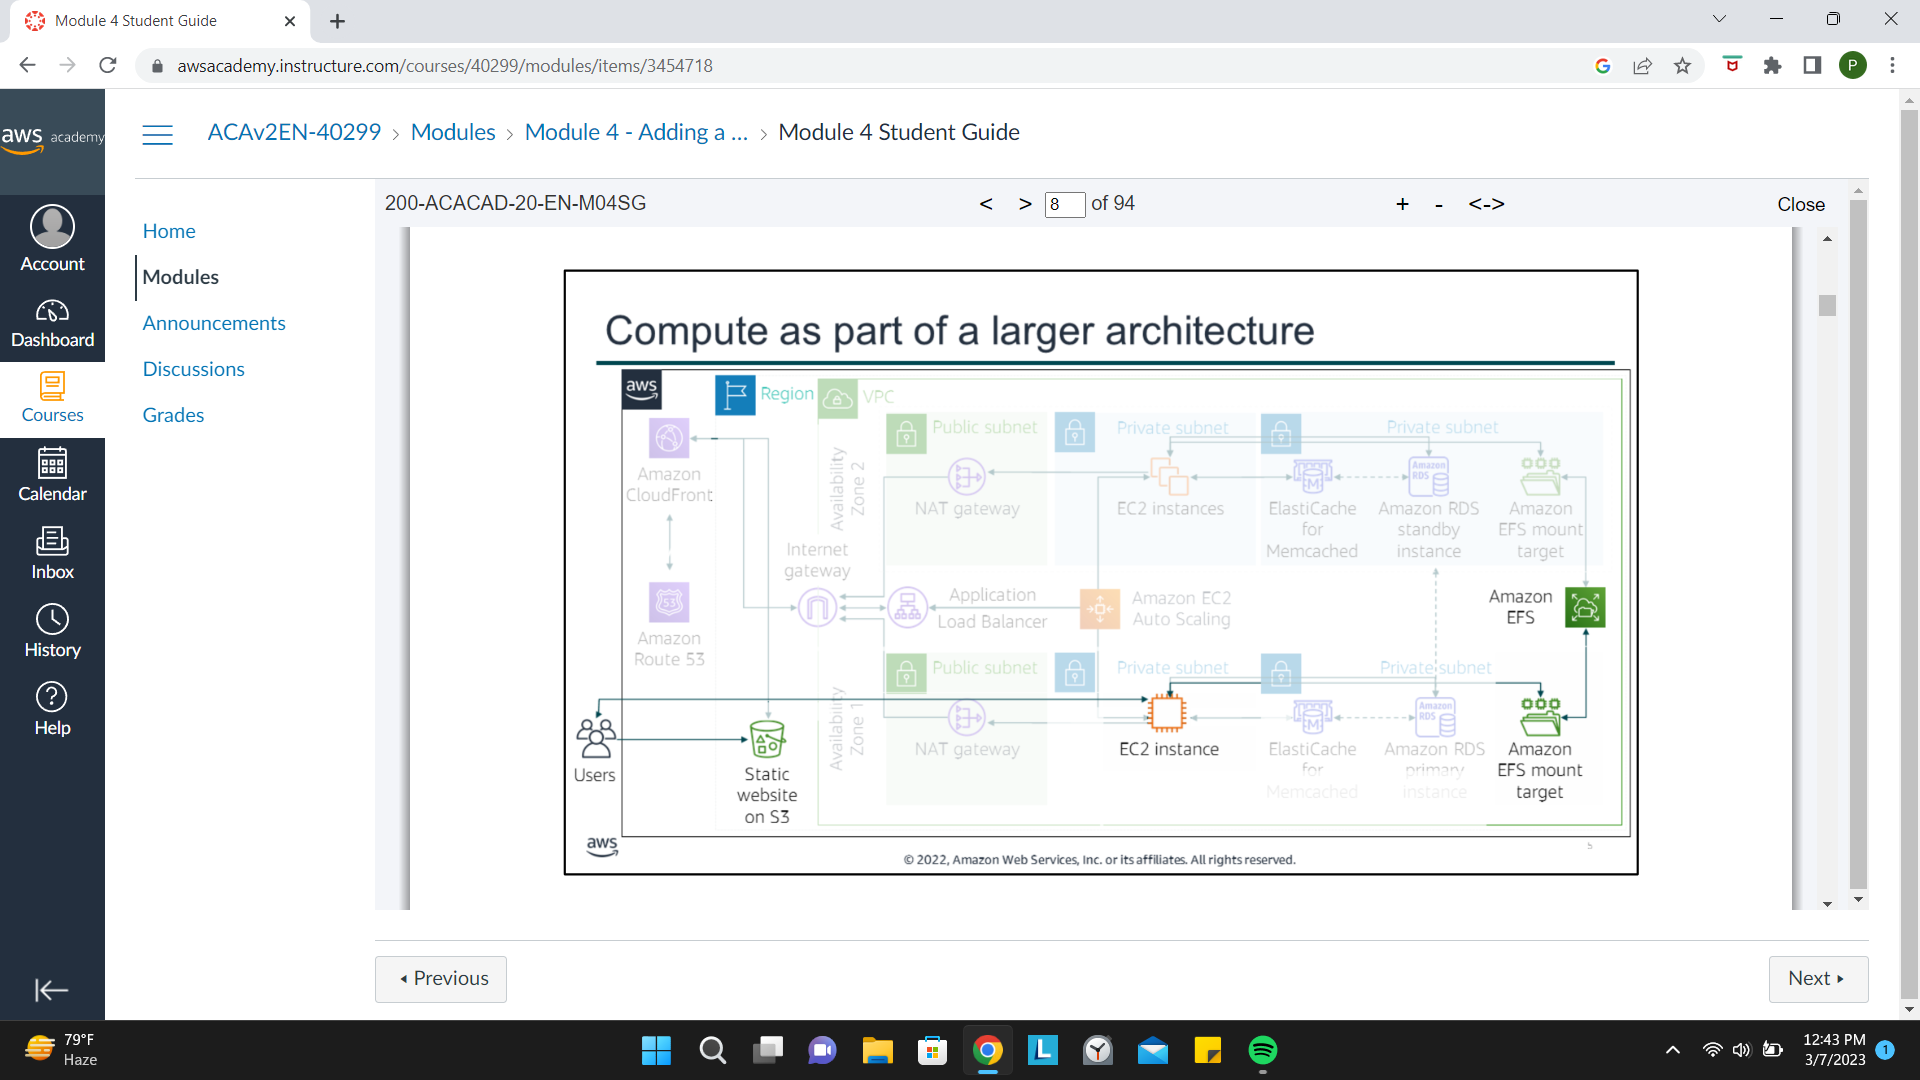 Module 4 Student Guide
awsacademy.instructure.com/courses/40299/modules/items/3454718
P
aws academy
ACAv2EN-40299 > Modules > Module 4 - Adding a ... > Module 4 Student Guide
200-ACACAD-20-EN-M04SG
< > 8 of 94
+ - <-> Close
Account
Dashboard
Courses
Calendar
Inbox
History
Help
Home
Modules
Announcements
Discussions
Grades
Compute as part of a larger architecture
aws
Region
VPC
Public subnet
Private subnet
Private subnet
Amazon
CloudFront
Availability
Zone 2
NAT gateway
EC2 instances
ElastiCache
for
Memcached
Amazon
RDS
Amazon RDS
standby
instance
Amazon
EFS mount
target
Internet
gateway
Application
Load Balancer
Amazon EC2
Auto Scaling
Amazon
EFS
53
Amazon
Route 53
Public subnet
Private subnet
Private subnet
Availability
Zone 1
Users
Static
website
on S3
NAT gateway
EC2 instance
ElastiCache
for
Memcached
Amazon
RDS
Amazon RDS
primary
instance
Amazon
EFS mount
target
aws
5
© 2022, Amazon Web Services, Inc. or its affiliates. All rights reserved.
Previous
Next
79°F
Haze
12:43 PM
3/7/2023
1